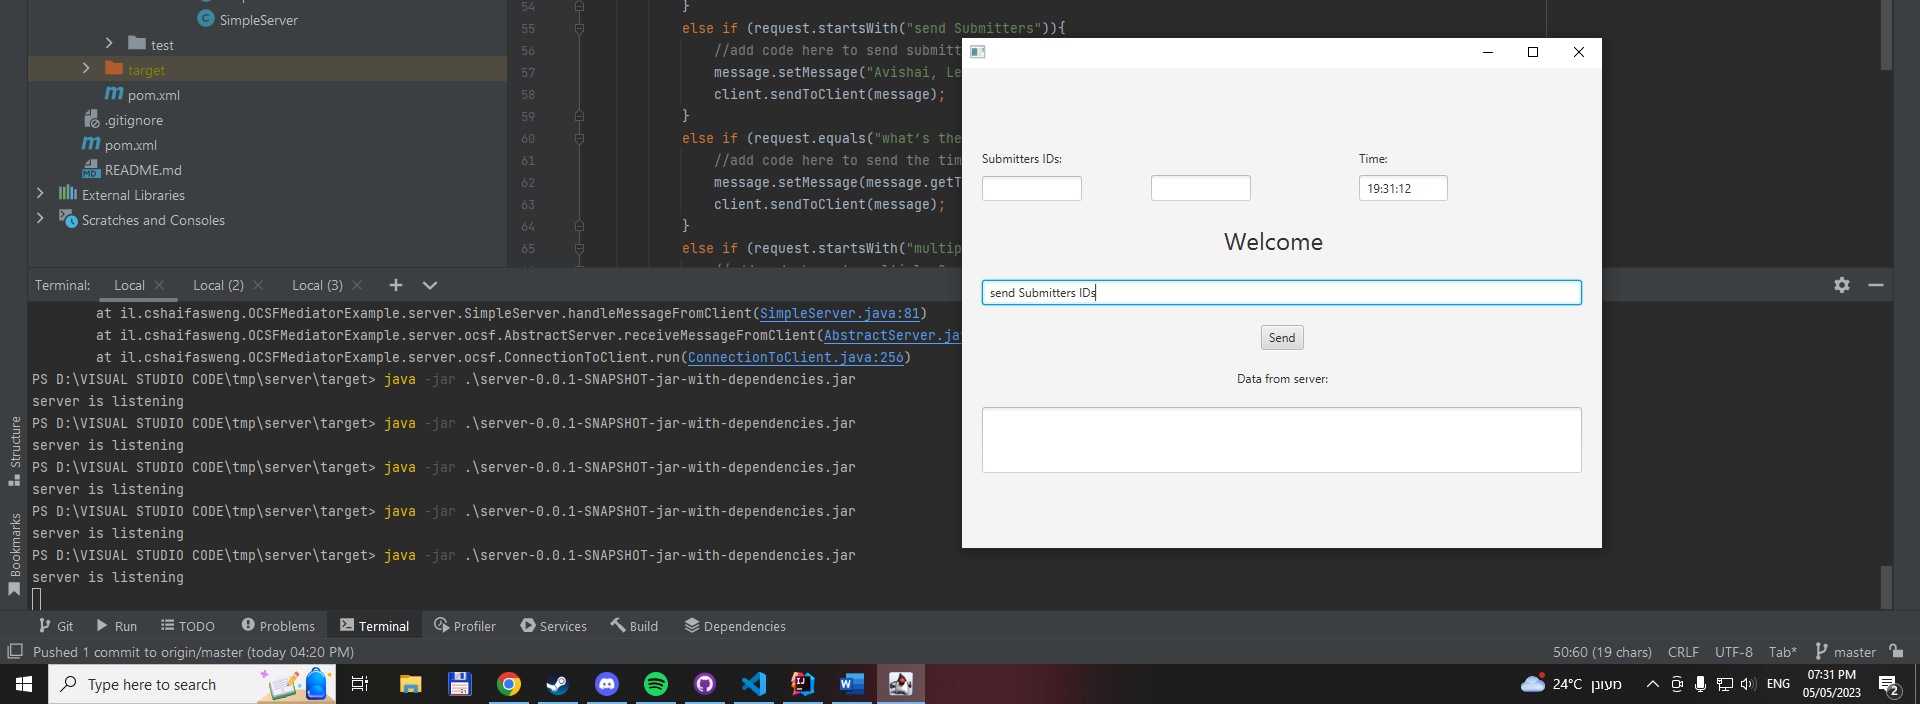 SimpleServer
test
target
pom.xml
.gitignore
pom.xml
README.md
External Libraries
Scratches and Consoles
54 }
55 else if (request.startsWith("send Submitters")){
56 //add code here to send submitt
57 message.setMessage("Avishai, Le
58 client.sendToClient(message);
59 }
60 else if (request.equals("what's the
61 //add code here to send the tim
62 message.setMessage(message.getT
63 client.sendToClient(message);
64 }
65 else if (request.startsWith("multip
Submitters IDs:
Time:
19:31:12
Welcome
send Submitters IDs
Send
Data from server:
Terminal: Local Local (2) Local (3)
at il.cshaifasweng.OCSFMediatorExample.server.SimpleServer.handleMessageFromClient(SimpleServer.java:81)
at il.cshaifasweng.OCSFMediatorExample.server.ocsf.AbstractServer.receiveMessageFromClient(AbstractServer.ja
at il.cshaifasweng.OCSFMediatorExample.server.ocsf.ConnectionToClient.run(ConnectionToClient.java:256)
PS D:\VISUAL STUDIO CODE\tmp\server\target> java -jar .\server-0.0.1-SNAPSHOT-jar-with-dependencies.jar
server is listening
PS D:\VISUAL STUDIO CODE\tmp\server\target> java -jar .\server-0.0.1-SNAPSHOT-jar-with-dependencies.jar
server is listening
PS D:\VISUAL STUDIO CODE\tmp\server\target> java -jar .\server-0.0.1-SNAPSHOT-jar-with-dependencies.jar
server is listening
PS D:\VISUAL STUDIO CODE\tmp\server\target> java -jar .\server-0.0.1-SNAPSHOT-jar-with-dependencies.jar
server is listening
PS D:\VISUAL STUDIO CODE\tmp\server\target> java -jar .\server-0.0.1-SNAPSHOT-jar-with-dependencies.jar
server is listening
Structure
Bookmarks
Git Run TODO Problems Terminal Profiler Services Build Dependencies
Pushed 1 commit to origin/master (today 04:20 PM)
50:60 (19 chars) CRLF UTF-8 Tab* master
Type here to search
24°C מעונן
ENG
07:31 PM
05/05/2023
2